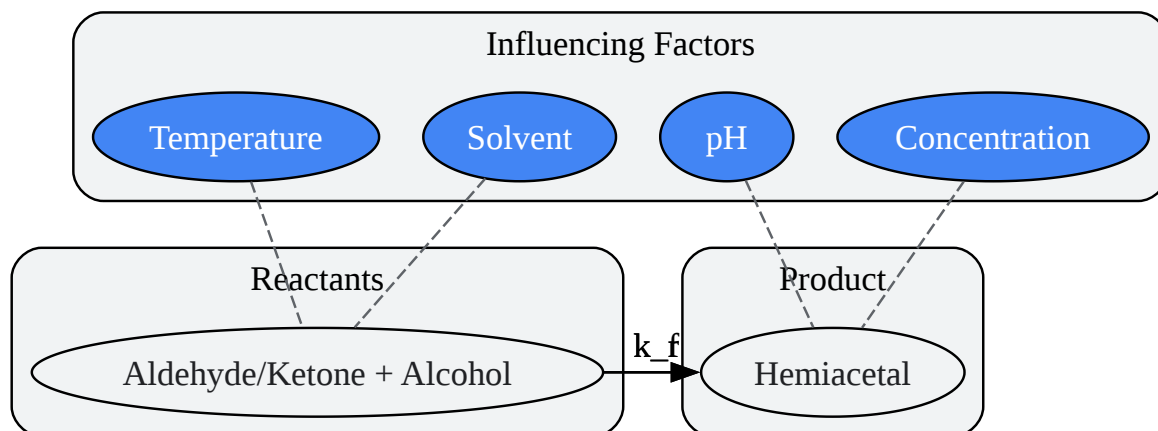 Influencing Factors
Temperature
Solvent
pH
Concentration
Reactants
Product
Aldehyde/Ketone + Alcohol
k_f
Hemiacetal